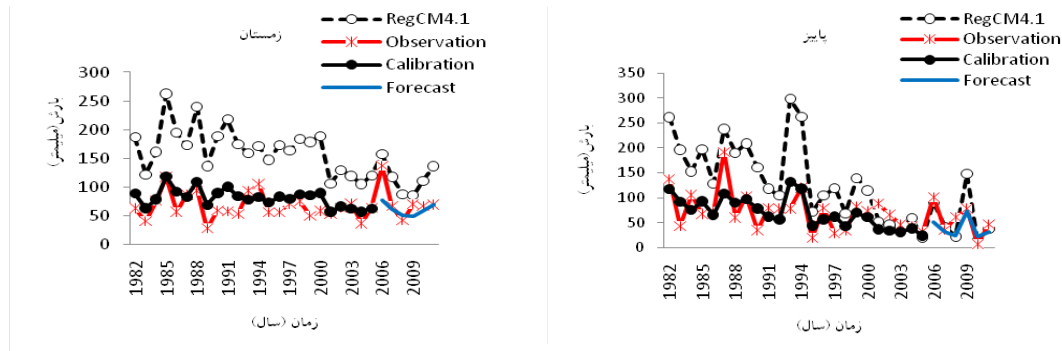 زمستان
RegCM4.1
Observation
Calibration
Forecast
بارش(میلیمتر)
300
250
200
150
100
50
0
1982
1985
1988
1991
1994
1997
2000
2003
2006
2009
زمان (سال)
پاییز
RegCM4.1
Observation
Calibration
Forecast
بارش(میلیمتر)
350
300
250
200
150
100
50
0
1982
1985
1988
1991
1994
1997
2000
2003
2006
2009
زمان (سال)